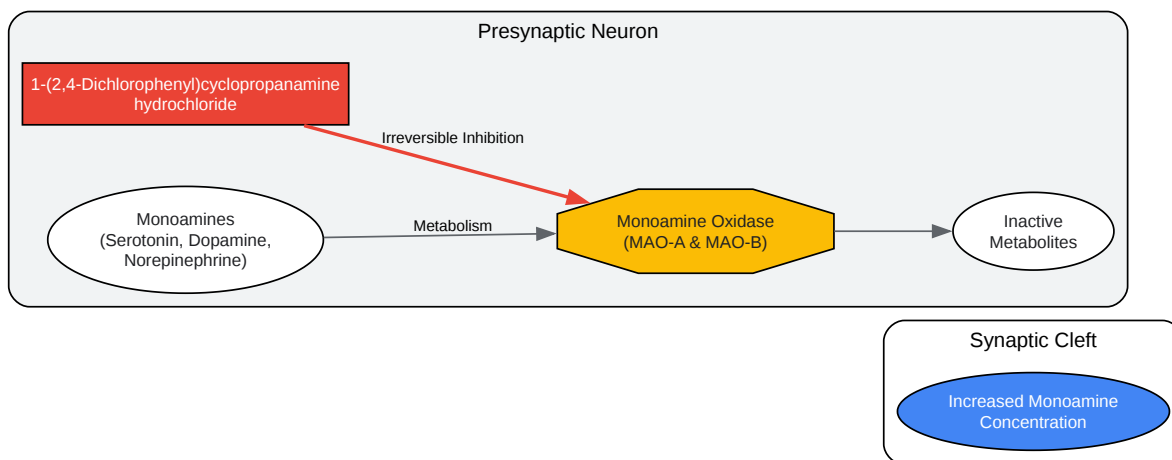 Presynaptic Neuron
1-(2,4-Dichlorophenyl)cyclopropanamine
hydrochloride
Irreversible Inhibition
Monoamines
(Serotonin, Dopamine,
Norepinephrine)
Metabolism
Monoamine Oxidase
(MAO-A & MAO-B)
Inactive
Metabolites
Synaptic Cleft
Increased Monoamine
Concentration